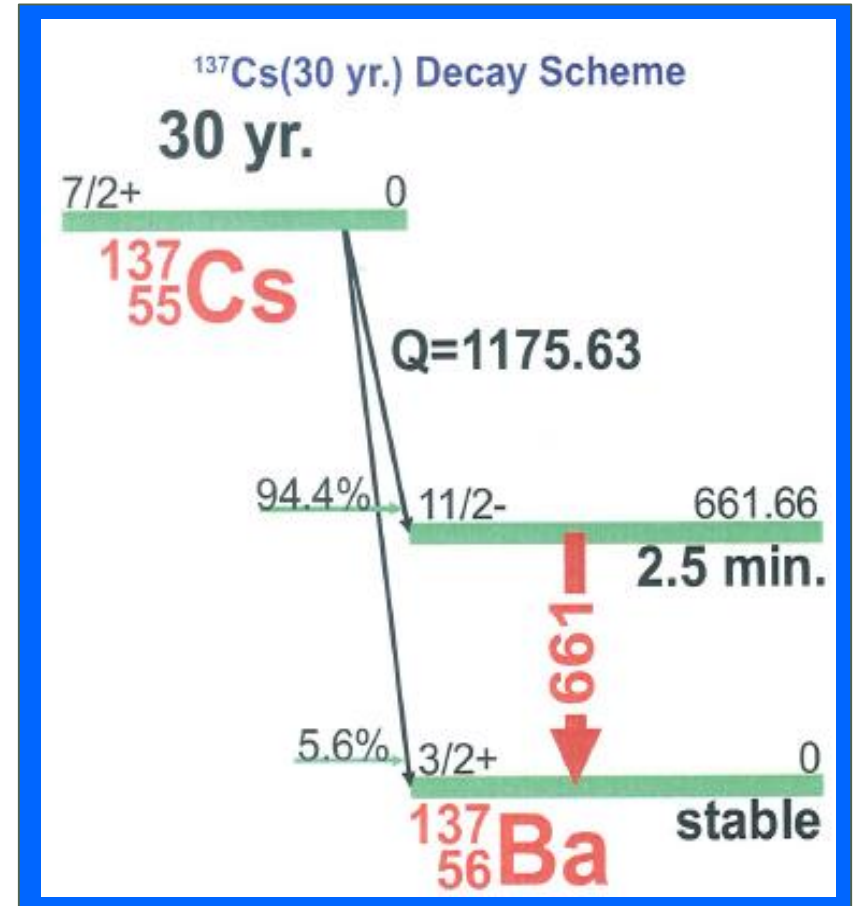 137Cs(30 yr.) Decay Scheme
30 yr.
7/2+ 0
137
55Cs
Q=1175.63
94.4% 11/2- 661.66
2.5 min.
661
5.6% 3/2+ 0
stable
137
56Ba